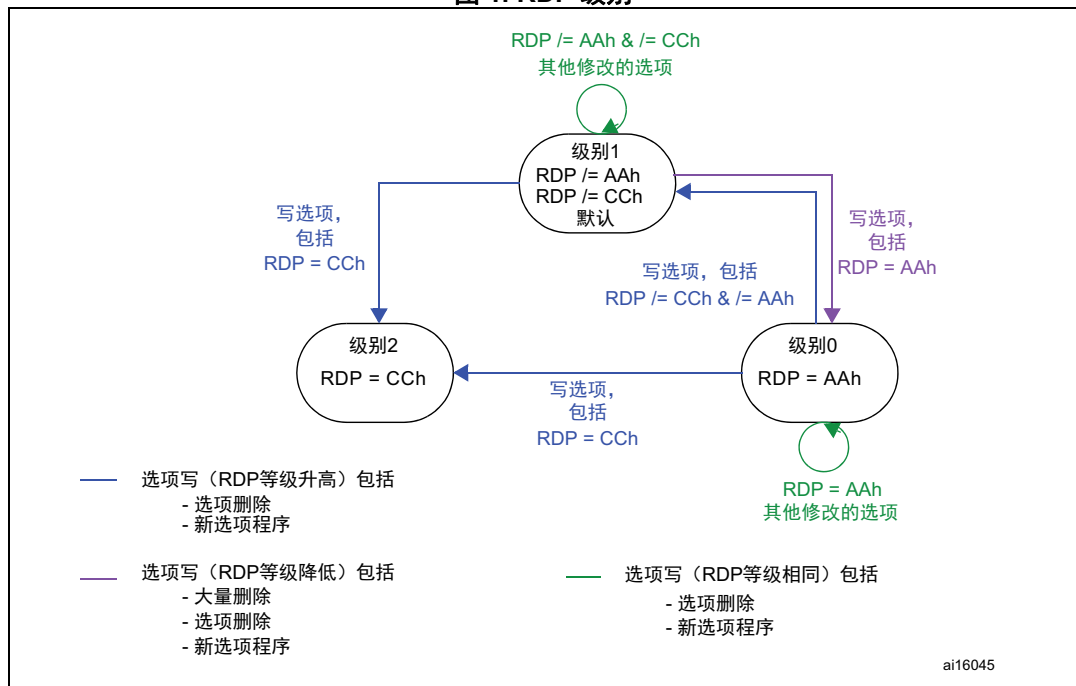 RDP /= AAh & /= CCh
其他修改的选项
级别1
RDP /= AAh
RDP /= CCh
默认
写选项，
包括
RDP = CCh
写选项，
包括
RDP = AAh
写选项，包括
RDP /= CCh & /= AAh
级别2
RDP = CCh
级别0
RDP = AAh
写选项，
包括
RDP = CCh
RDP = AAh
其他修改的选项
选项写（RDP等级升高）包括
- 选项删除
- 新选项程序
选项写（RDP等级降低）包括
- 大量删除
- 选项删除
- 新选项程序
选项写（RDP等级相同）包括
- 选项删除
- 新选项程序
ai16045